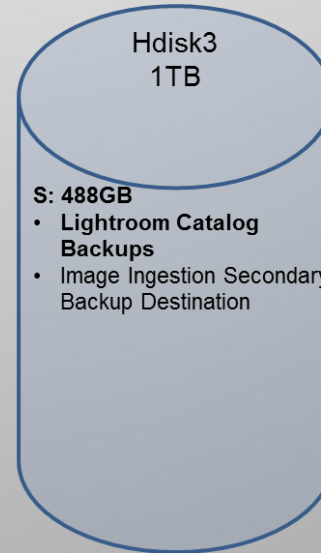 Hdisk3
1TB
S: 488GB
• Lightroom Catalog
Backups
• Image Ingestion Secondary
Backup Destination